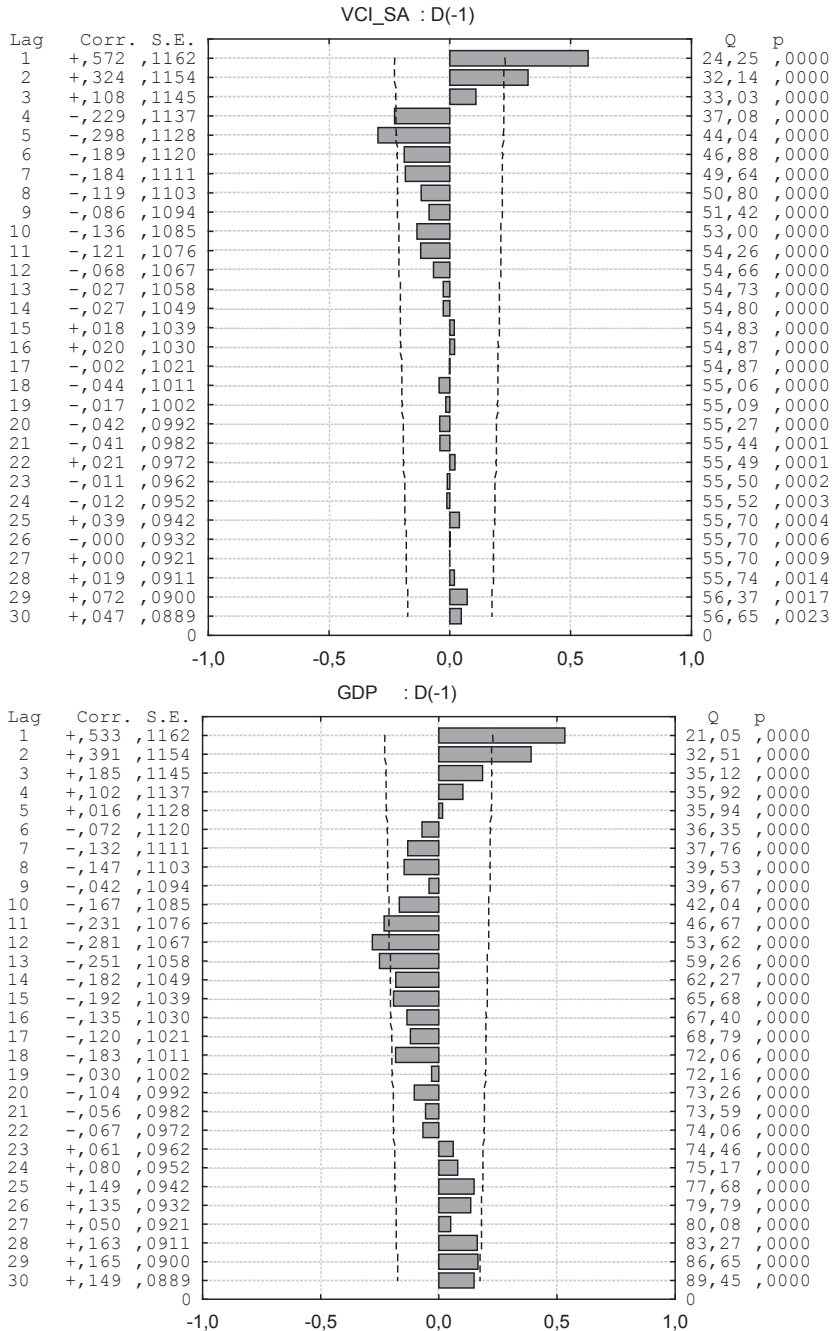 VCI_SA : D(-1)
Lag Corr. S.E. Q p
1 +,572 ,1162 24,25 ,0000
2 +,324 ,1154 32,14 ,0000
3 +,108 ,1145 33,03 ,0000
4 -,229 ,1137 37,08 ,0000
5 -,298 ,1128 44,04 ,0000
6 -,189 ,1120 46,88 ,0000
7 -,184 ,1111 49,64 ,0000
8 -,119 ,1103 50,80 ,0000
9 -,086 ,1094 51,42 ,0000
10 -,136 ,1085 53,00 ,0000
11 -,121 ,1076 54,26 ,0000
12 -,068 ,1067 54,66 ,0000
13 -,027 ,1058 54,73 ,0000
14 -,027 ,1049 54,80 ,0000
15 +,018 ,1039 54,83 ,0000
16 +,020 ,1030 54,87 ,0000
17 -,002 ,1021 54,87 ,0000
18 -,044 ,1011 55,06 ,0000
19 -,017 ,1002 55,09 ,0000
20 -,042 ,0992 55,27 ,0000
21 -,041 ,0982 55,44 ,0001
22 +,021 ,0972 55,49 ,0001
23 -,011 ,0962 55,50 ,0002
24 -,012 ,0952 55,52 ,0003
25 +,039 ,0942 55,70 ,0004
26 -,000 ,0932 55,70 ,0006
27 +,000 ,0921 55,70 ,0009
28 +,019 ,0911 55,74 ,0014
29 +,072 ,0900 56,37 ,0017
30 +,047 ,0889 56,65 ,0023
0 0
-1,0 -0,5 0,0 0,5 1,0
GDP : D(-1)
Lag Corr. S.E. Q p
1 +,533 ,1162 21,05 ,0000
2 +,391 ,1154 32,51 ,0000
3 +,185 ,1145 35,12 ,0000
4 +,102 ,1137 35,92 ,0000
5 +,016 ,1128 35,94 ,0000
6 -,072 ,1120 36,35 ,0000
7 -,132 ,1111 37,76 ,0000
8 -,147 ,1103 39,53 ,0000
9 -,042 ,1094 39,67 ,0000
10 -,167 ,1085 42,04 ,0000
11 -,231 ,1076 46,67 ,0000
12 -,281 ,1067 53,62 ,0000
13 -,251 ,1058 59,26 ,0000
14 -,182 ,1049 62,27 ,0000
15 -,192 ,1039 65,68 ,0000
16 -,135 ,1030 67,40 ,0000
17 -,120 ,1021 68,79 ,0000
18 -,183 ,1011 72,06 ,0000
19 -,030 ,1002 72,16 ,0000
20 -,104 ,0992 73,26 ,0000
21 -,056 ,0982 73,59 ,0000
22 -,067 ,0972 74,06 ,0000
23 +,061 ,0962 74,46 ,0000
24 +,080 ,0952 75,17 ,0000
25 +,149 ,0942 77,68 ,0000
26 +,135 ,0932 79,79 ,0000
27 +,050 ,0921 80,08 ,0000
28 +,163 ,0911 83,27 ,0000
29 +,165 ,0900 86,65 ,0000
30 +,149 ,0889 89,45 ,0000
0 0
-1,0 -0,5 0,0 0,5 1,0